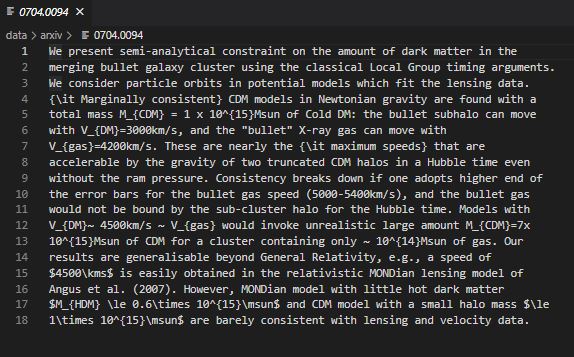 0704.0094 ×
data > arxiv > 0704.0094
1 We present semi-analytical constraint on the amount of dark matter in the
2 merging bullet galaxy cluster using the classical Local Group timing arguments.
3 We consider particle orbits in potential models which fit the lensing data.
4 {\it Marginally consistent} CDM models in Newtonian gravity are found with a
5 total mass M_{CDM} = 1 x 10^{15}Msun of Cold DM: the bullet subhalo can move
6 with V_{DM}=3000km/s, and the "bullet" X-ray gas can move with
7 V_{gas}=4200km/s. These are nearly the {\it maximum speeds} that are
8 accelerable by the gravity of two truncated CDM halos in a Hubble time even
9 without the ram pressure. Consistency breaks down if one adopts higher end of
10 the error bars for the bullet gas speed (5000-5400km/s), and the bullet gas
11 would not be bound by the sub-cluster halo for the Hubble time. Models with
12 V_{DM}~ 4500km/s ~ V_{gas} would invoke unrealistic large amount M_{CDM}=7x
13 10^{15}Msun of CDM for a cluster containing only ~ 10^{14}Msun of gas. Our
14 results are generalisable beyond General Relativity, e.g., a speed of
15 $4500\kms$ is easily obtained in the relativistic MONDian lensing model of
16 Angus et al. (2007). However, MONDian model with little hot dark matter
17 $M_{HDM} \le 0.6\times 10^{15}\msun$ and CDM model with a small halo mass $\le
18 1\times 10^{15}\msun$ are barely consistent with lensing and velocity data.